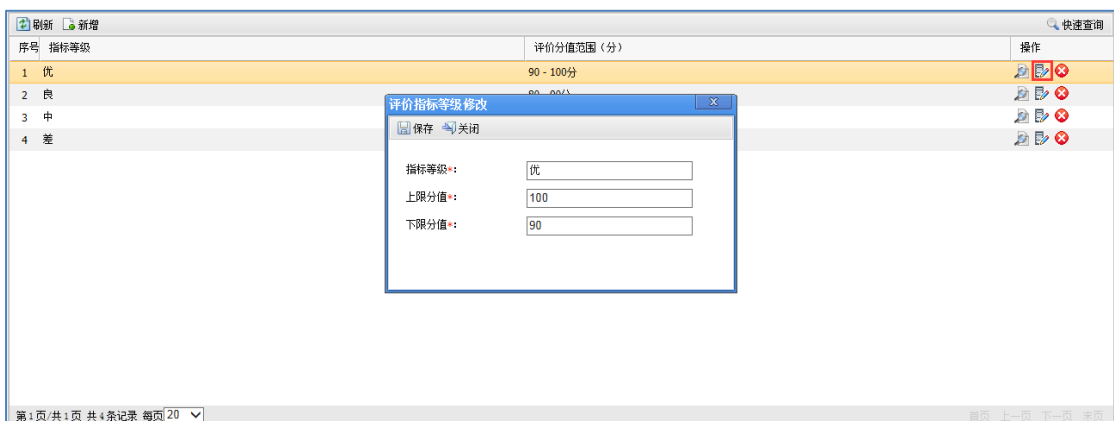 刷新 新增 快速查询
序号 指标等级 评价分值范围（分） 操作
1 优 90 - 100分
2 良
3 中
4 差
评价指标等级修改 X
保存 关闭
指标等级*： 优
上限分值*： 100
下限分值*： 90
第1页/共1页 共4条记录 每页 20 首页 上一页 下一页 末页